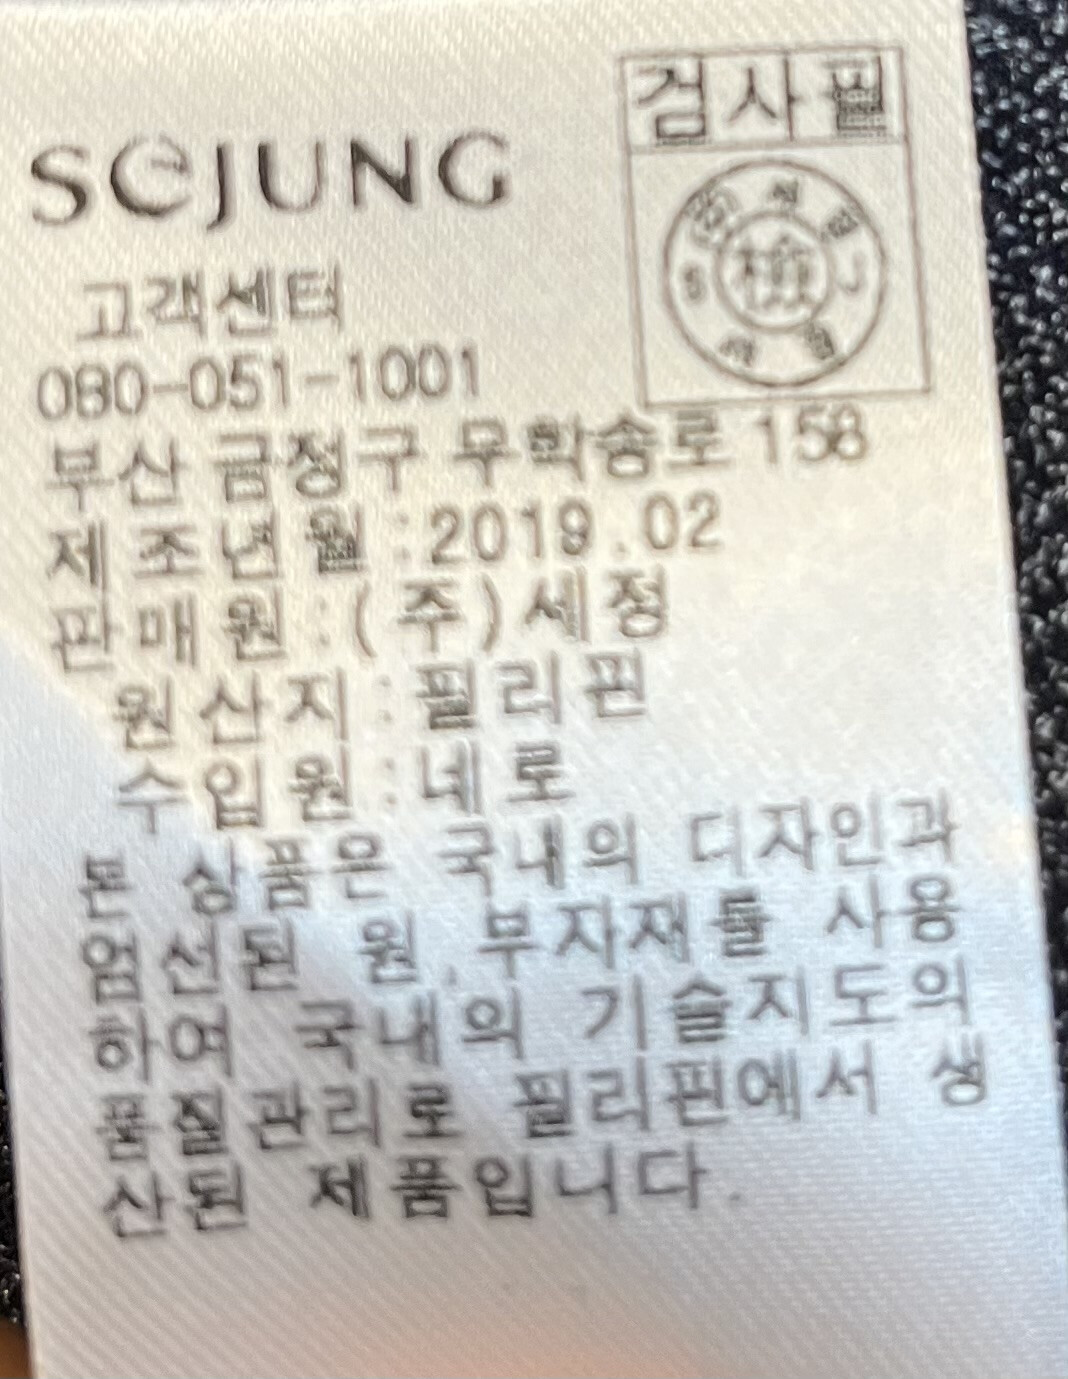 SEJUNG
검사필
檢
고객센터
080-051-1001
부산 금정구 무학송로 158
제조년월 : 2019.02
판매원 : (주)세정
원산지 : 필리핀
수입원 : 네로
본 상품은 국내의 디자인과
엄선된 원,부자재를 사용
하여 국내의 기술지도의
품질관리로 필리핀에서 생
산된 제품입니다.